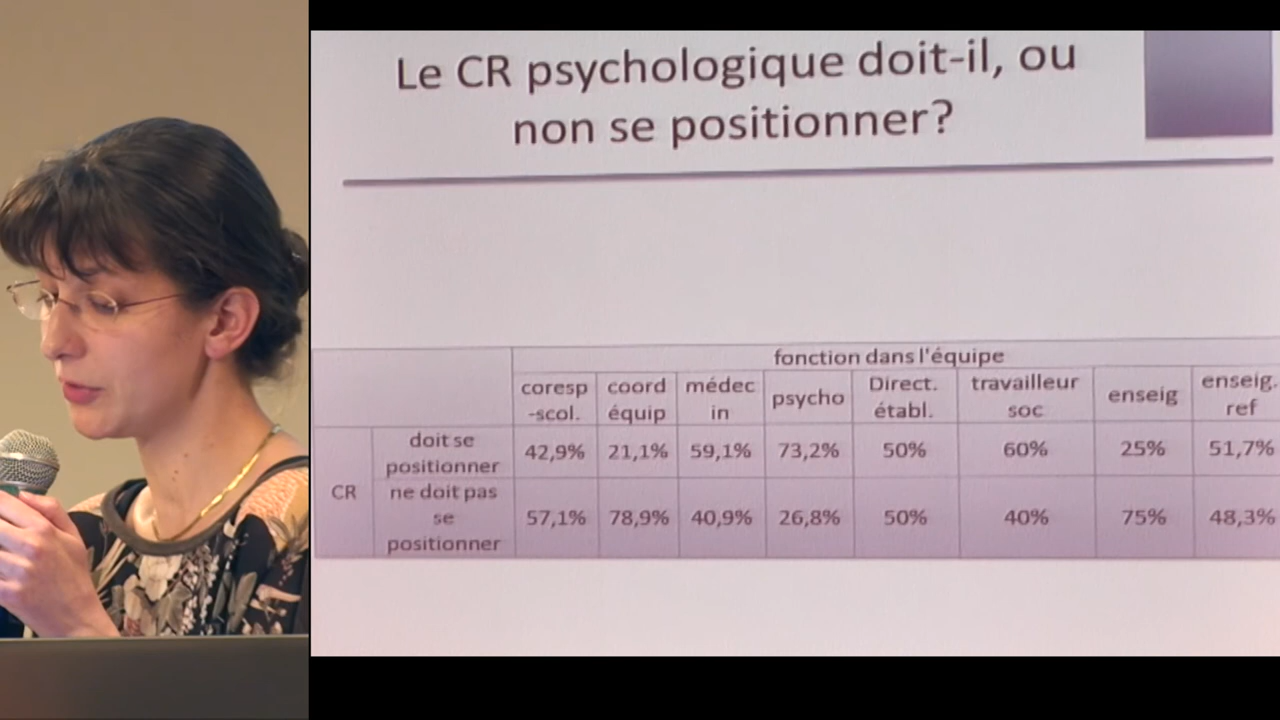 Le CR psychologique doit-il, ou
non se positionner?
fonction dans l'équipe
coresp
-scol.
coord
équip
médec
in
psycho
Direct.
établ.
travailleur
soc
enseig
enseig.
ref
CR
doit se
positionner
42,9% 21,1% 59,1% 73,2% 50% 60% 25% 51,7%
ne doit pas
se
positionner
57,1% 78,9% 40,9% 26,8% 50% 40% 75% 48,3%